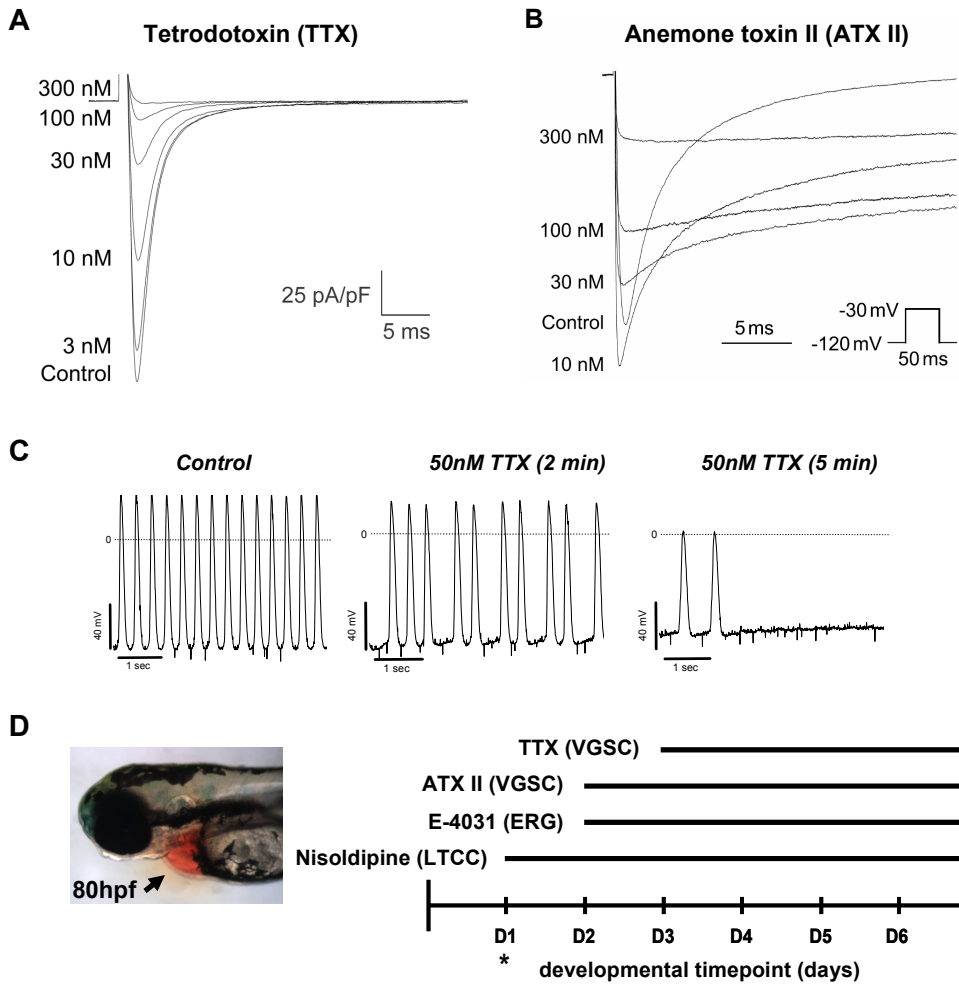 A
Tetrodotoxin (TTX)
300 nM
100 nM
30 nM
10 nM
3 nM
Control
25 pA/pF
5 ms
B
Anemone toxin II (ATX II)
300 nM
100 nM
30 nM
Control
10 nM
5 ms
-30 mV
-120 mV
50 ms
C
Control
0
40 mV
1 sec
50nM TTX (2 min)
0
40 mV
1 sec
50nM TTX (5 min)
0
40 mV
1 sec
D
80hpf
TTX (VGSC)
ATX II (VGSC)
E-4031 (ERG)
Nisoldipine (LTCC)
D1 D2 D3 D4 D5 D6
*
developmental timepoint (days)